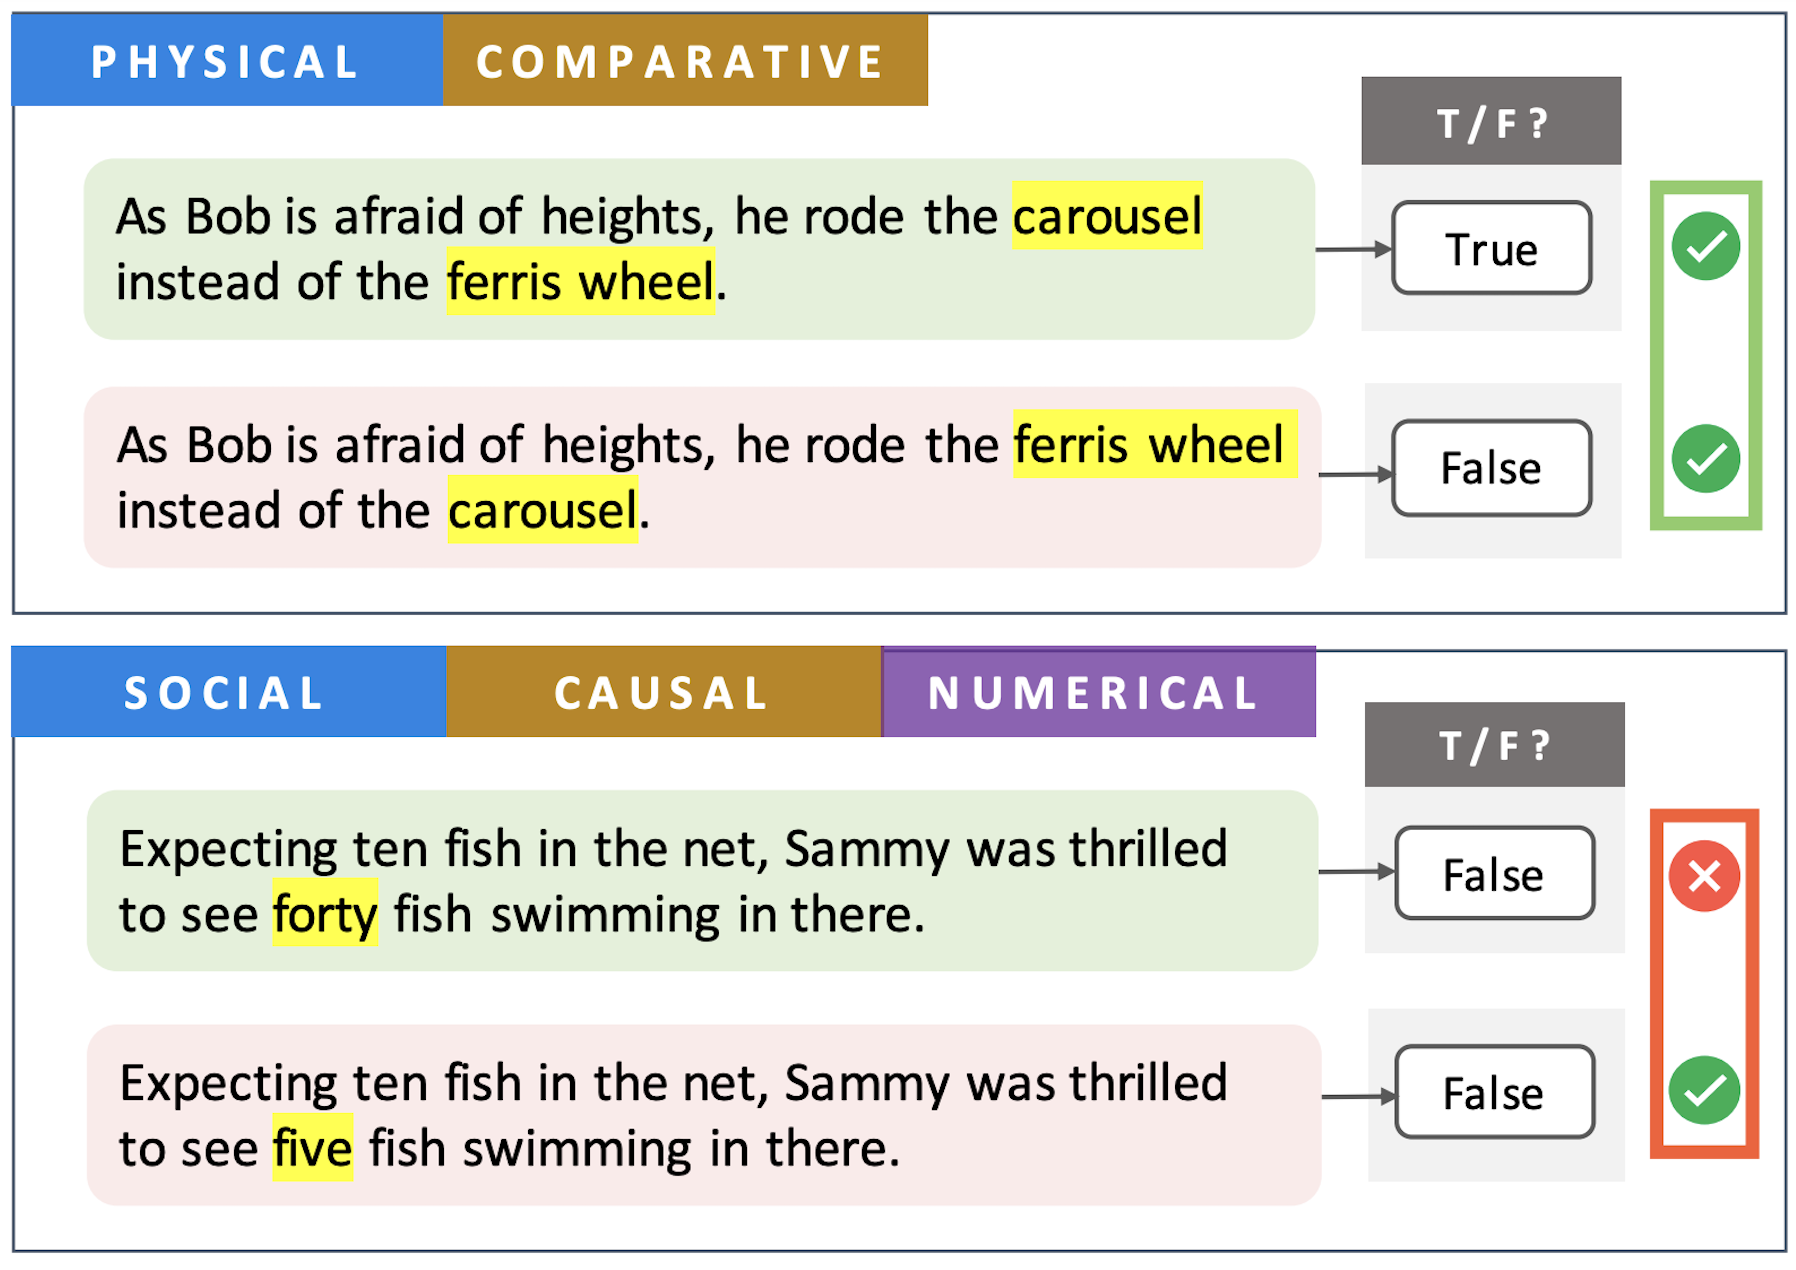 PHYSICAL COMPARATIVE
T/F?
As Bob is afraid of heights, he rode the carousel
instead of the ferris wheel.
True
As Bob is afraid of heights, he rode the ferris wheel
instead of the carousel.
False
SOCIAL CAUSAL NUMERICAL
T/F?
Expecting ten fish in the net, Sammy was thrilled
to see forty fish swimming in there.
False
Expecting ten fish in the net, Sammy was thrilled
to see five fish swimming in there.
False